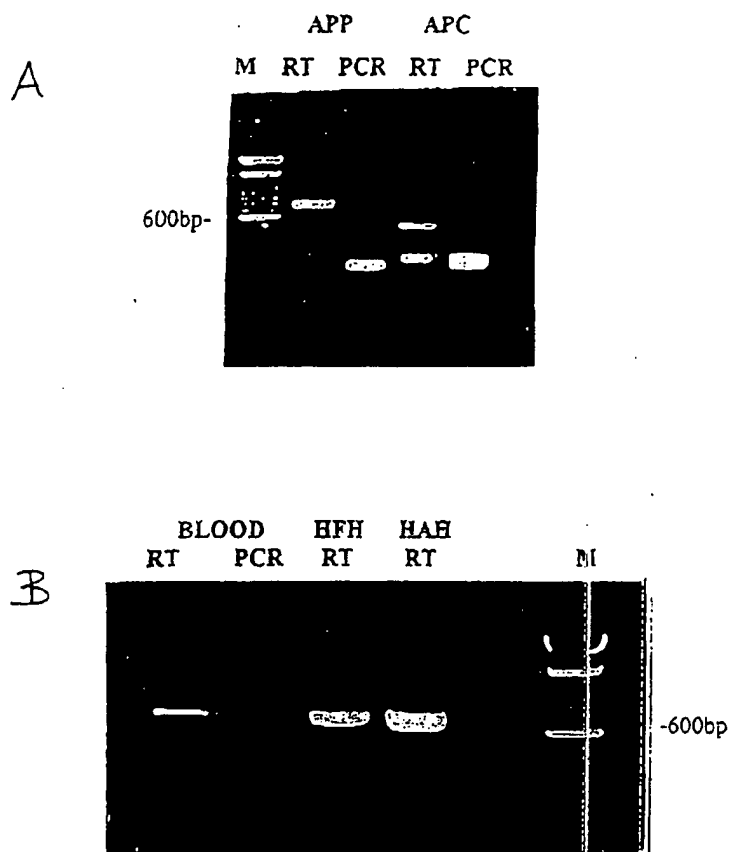 APP APC
M RT PCR RT PCR
A
600bp-
BLOOD HFH HAH
RT PCR RT RT M
B
-600bp